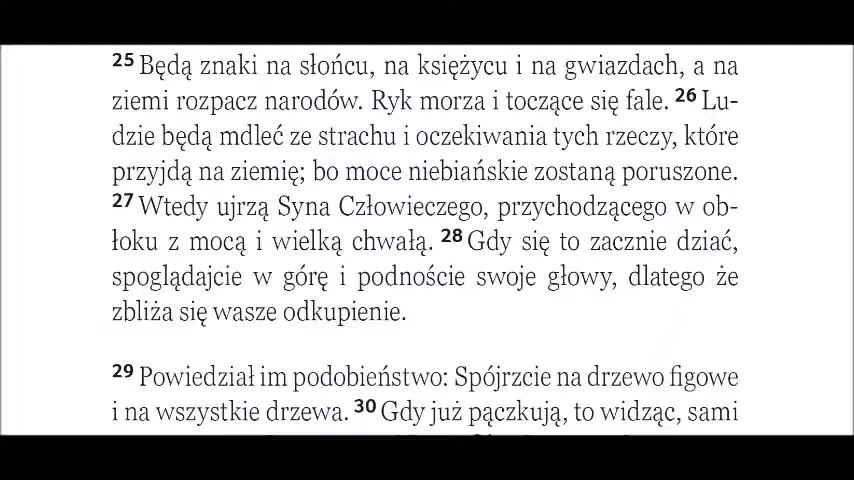 25 Będą znaki na słońcu, na księżycu i na gwiazdach, a na
ziemi rozpacz narodów. Ryk morza i toczące się fale. 26 Lu-
dzie będą mdleć ze strachu i oczekiwania tych rzeczy, które
przyjdą na ziemię; bo moce niebiańskie zostaną poruszone.
27 Wtedy ujrzą Syna Człowieczego, przychodzącego w ob-
łoku z mocą i wielką chwałą. 28 Gdy się to zacznie dziać,
spoglądajcie w górę i podnoście swoje głowy, dlatego że
zbliża się wasze odkupienie.
29 Powiedział im podobieństwo: Spójrzcie na drzewo figowe
i na wszystkie drzewa. 30 Gdy już pączkują, to widząc, sami